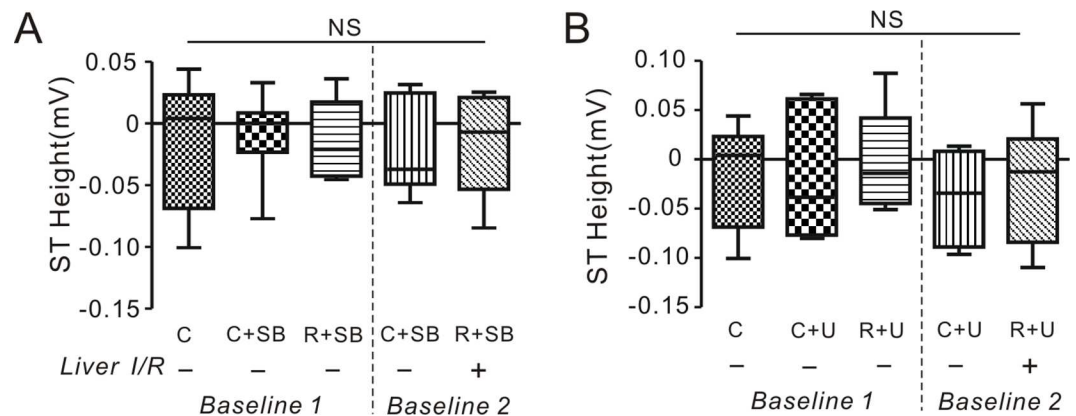 A
NS
ST Height(mV)
0.05
0
-0.05
-0.10
-0.15
C C+SB R+SB C+SB R+SB
Liver I/R – – – – +
Baseline 1 Baseline 2
B
NS
ST Height(mV)
0.10
0.05
0
-0.05
-0.10
-0.15
C C+U R+U C+U R+U
– – – – +
Baseline 1 Baseline 2